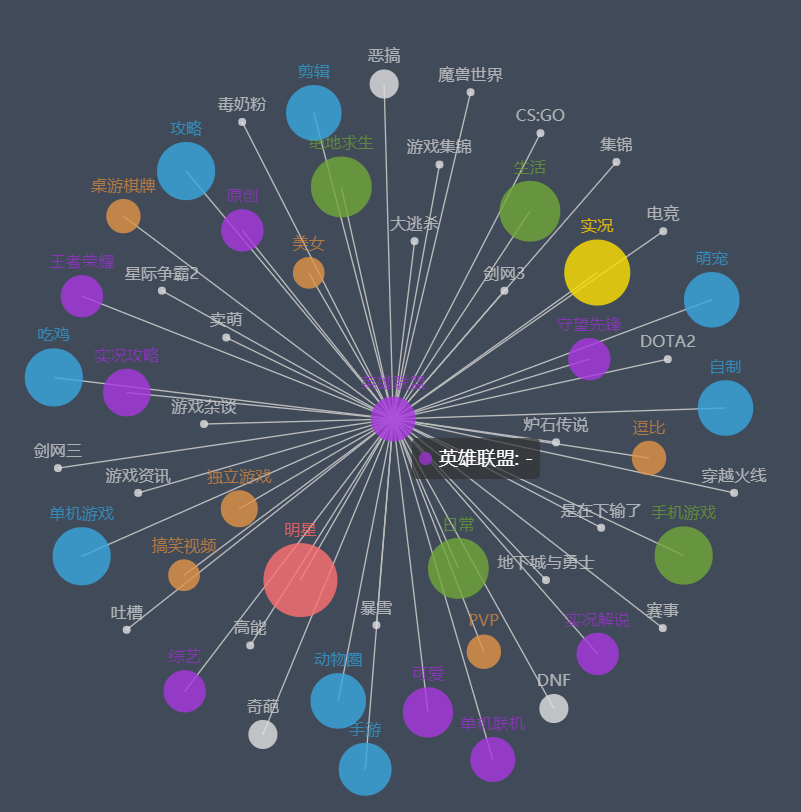 恶搞
剪辑
魔兽世界
毒奶粉
CS:GO
攻略
绝地求生
游戏集锦
集锦
生活
桌游棋牌
原创
电竞
大逃杀
实况
美女
萌宠
王者荣耀
星际争霸2
剑网3
卖萌
守望先锋
吃鸡
实况攻略
DOTA2
自制
英雄联盟
游戏杂谈
炉石传说
逗比
剑网三
英雄联盟: -
游戏资讯
独立游戏
穿越火线
单机游戏
明星
日常
是在下输了
手机游戏
搞笑视频
地下城与勇士
吐槽
暴雪
赛事
高能
PVP
实况解说
综艺
动物圈
可爱
DNF
奇葩
手游
单机联机